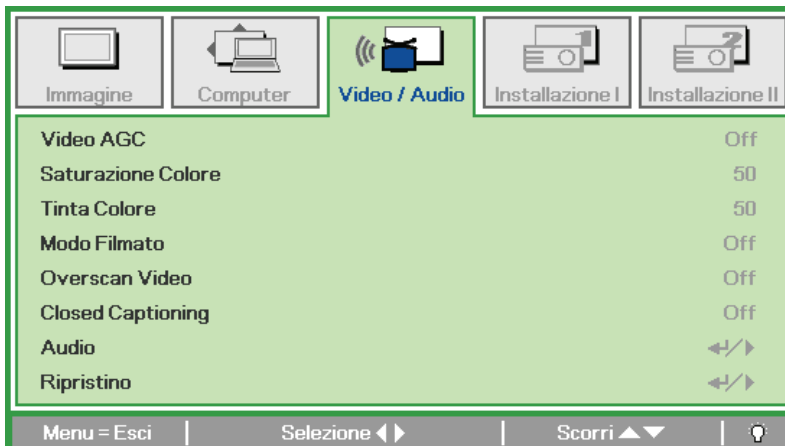 Immagine Computer Video / Audio Installazione I Installazione II
Video AGC Off
Saturazione Colore 50
Tinta Colore 50
Modo Filmato Off
Overscan Video Off
Closed Captioning Off
Audio
Ripristino
Menu = Esci Selezione Scorri